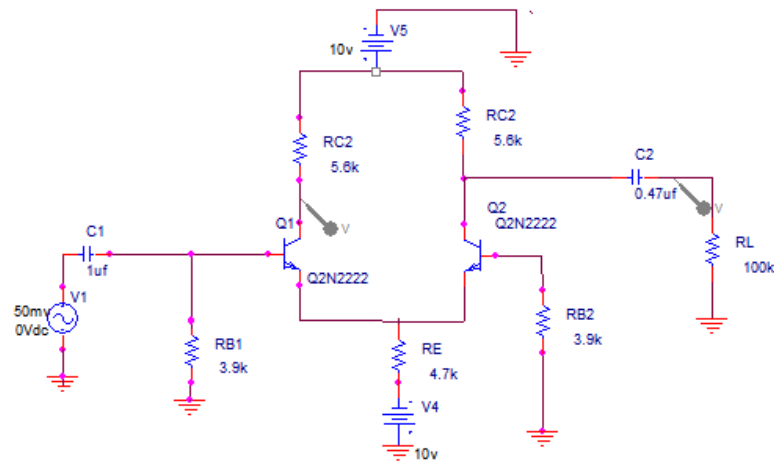 V5
10v
RC2
5.6k
RC2
5.6k
C2
0.47uf
V
V
Q1
Q2
Q2N2222
Q2N2222
C1
1uf
V1
50mv
0Vdc
RL
100k
RB1
3.9k
RE
4.7k
RB2
3.9k
V4
10v